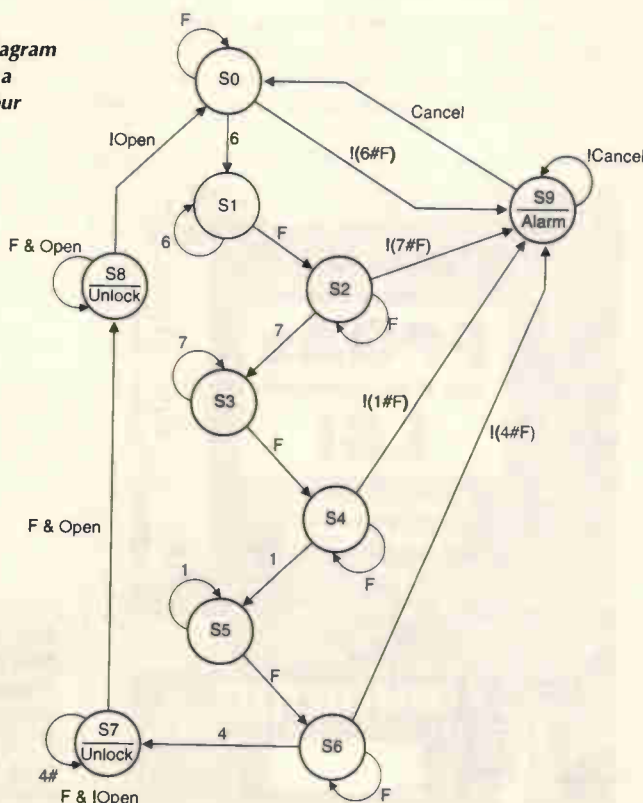 agram
a
our
F
S0
Cancel
!Open
6
!(6#F)
!Cancel
S9
Alarm
S1
6
F
!(7#F)
F & Open
S8
Unlock
S2
F
7
7
S3
!(1#F)
!(4#F)
F
S4
F & Open
1
F
1
S5
F
S7
Unlock
4
S6
4#
F & !Open
F